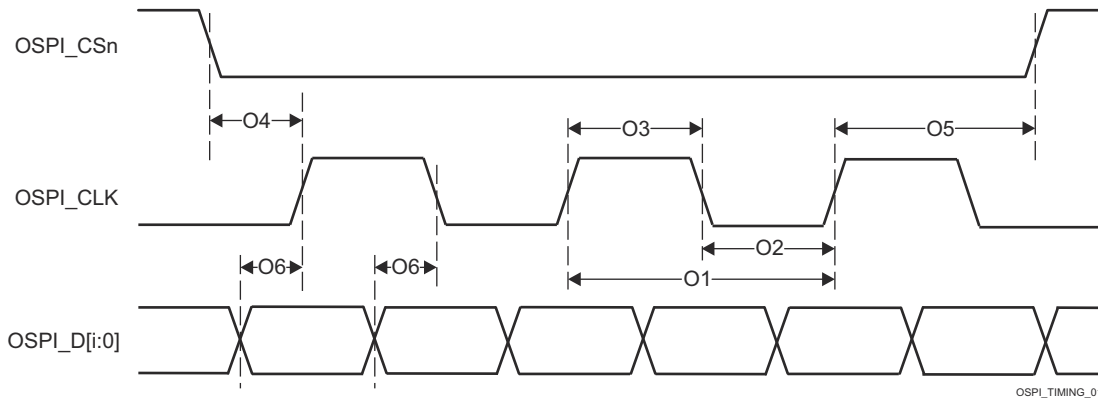 OSPI_CSn
O4
O3
O5
OSPI_CLK
O2
O6
O6
O1
OSPI_D[i:0]
OSPI_TIMING_0